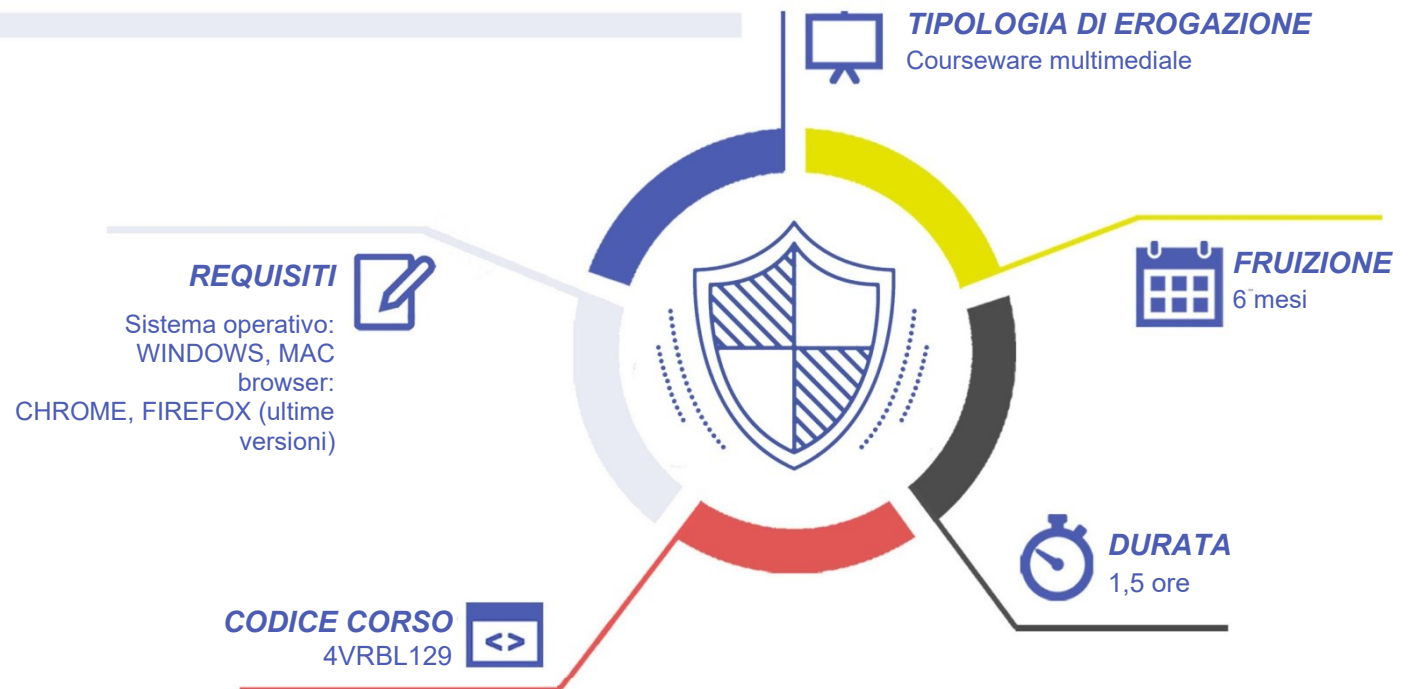 TIPOLOGIA DI EROGAZIONE
Courseware multimediale
REQUISITI
Sistema operativo:
WINDOWS, MAC
browser:
CHROME, FIREFOX (ultime
versioni)
FRUIZIONE
6 mesi
DURATA
1,5 ore
CODICE CORSO
4VRBL129
<>